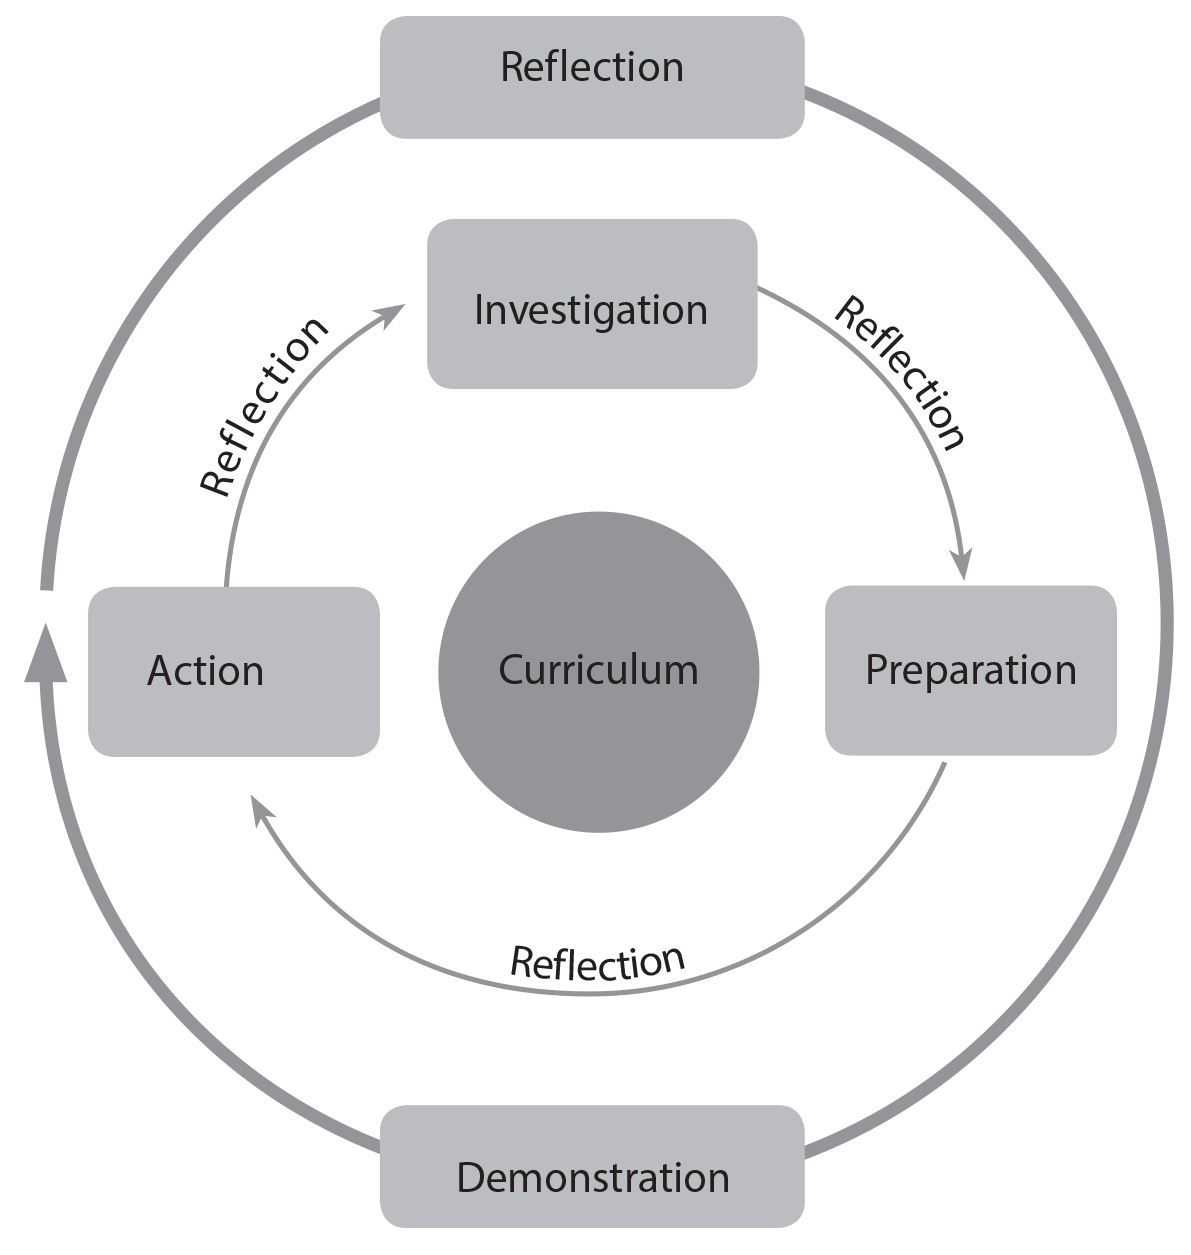 Reflection
Investigation
Reflection
Reflection
Action
Curriculum
Preparation
Reflection
Demonstration